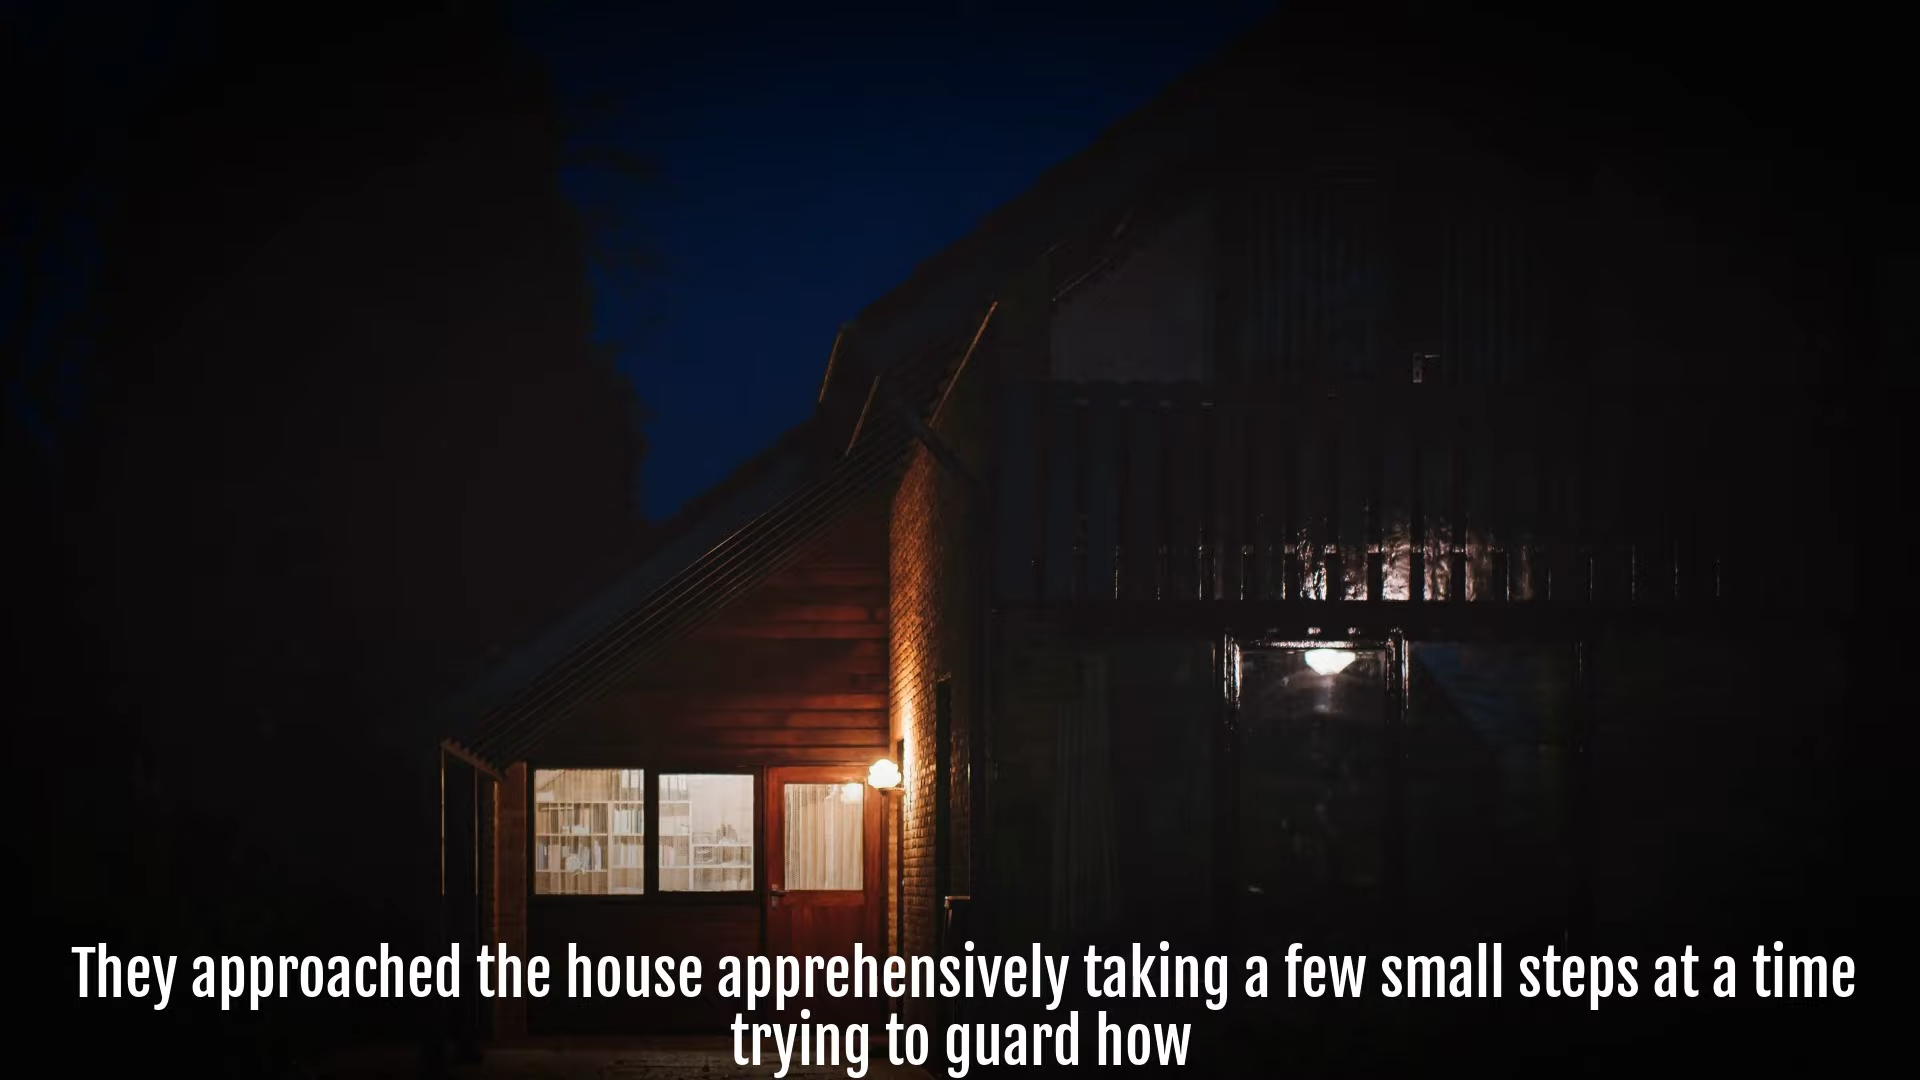 They approached the house apprehensively taking a few small steps at a time
trying to guard how